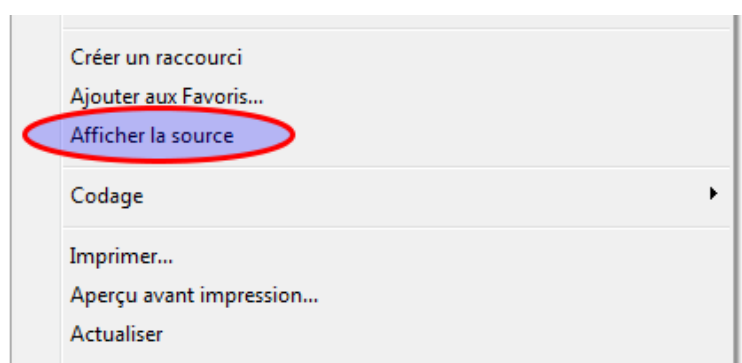 Créer un raccourci
Ajouter aux Favoris...
Afficher la source
Codage
Imprimer...
Aperçu avant impression...
Actualiser